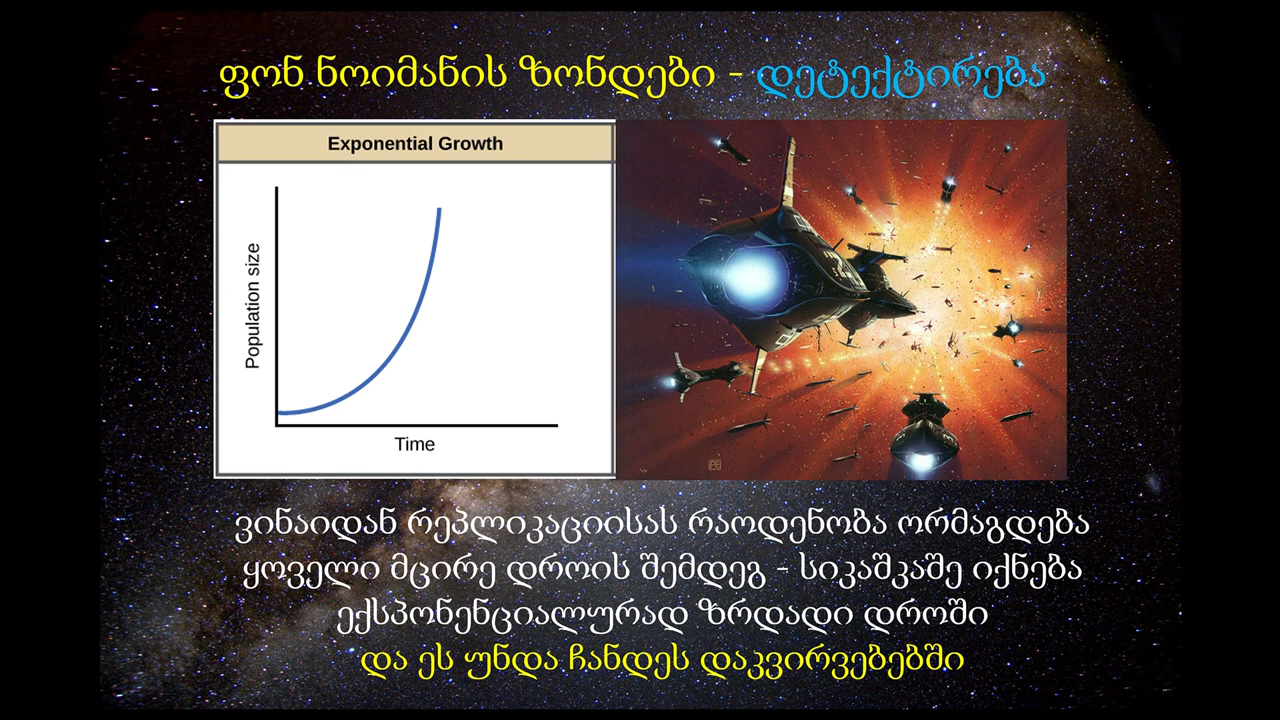 ფონ ნოიმანის ზონდები - დეტექტირება
Exponential Growth
Population size
Time
ვინაიდან რეპლიკაციისას რაოდენობა ორმაგდება
ყოველი მცირე დროის შემდეგ - სიკაშკაშე იქნება
ექსპონენციალურად ზრდადი დროში
და ეს უნდა ჩანდეს დაკვირვებებში